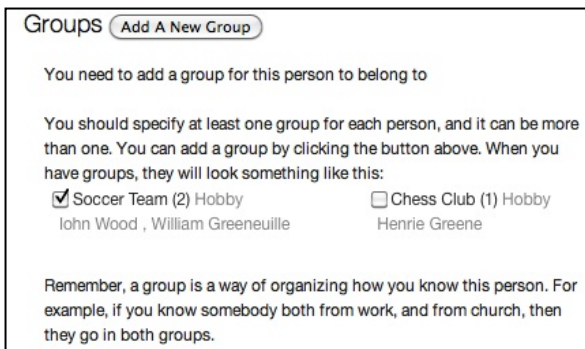 Groups Add A New Group
You need to add a group for this person to belong to
You should specify at least one group for each person, and it can be more
than one. You can add a group by clicking the button above. When you
have groups, they will look something like this:
Soccer Team (2) Hobby Chess Club (1) Hobby
Iohn Wood , William Greeneuille Henrie Greene
Remember, a group is a way of organizing how you know this person. For
example, if you know somebody both from work, and from church, then
they go in both groups.